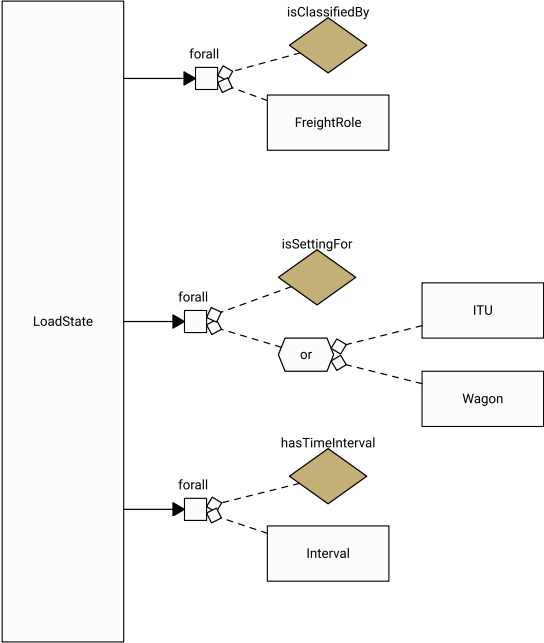 isClassifiedBy
forall
FreightRole
isSettingFor
forall
ITU
LoadState
or
Wagon
hasTimeInterval
forall
Interval